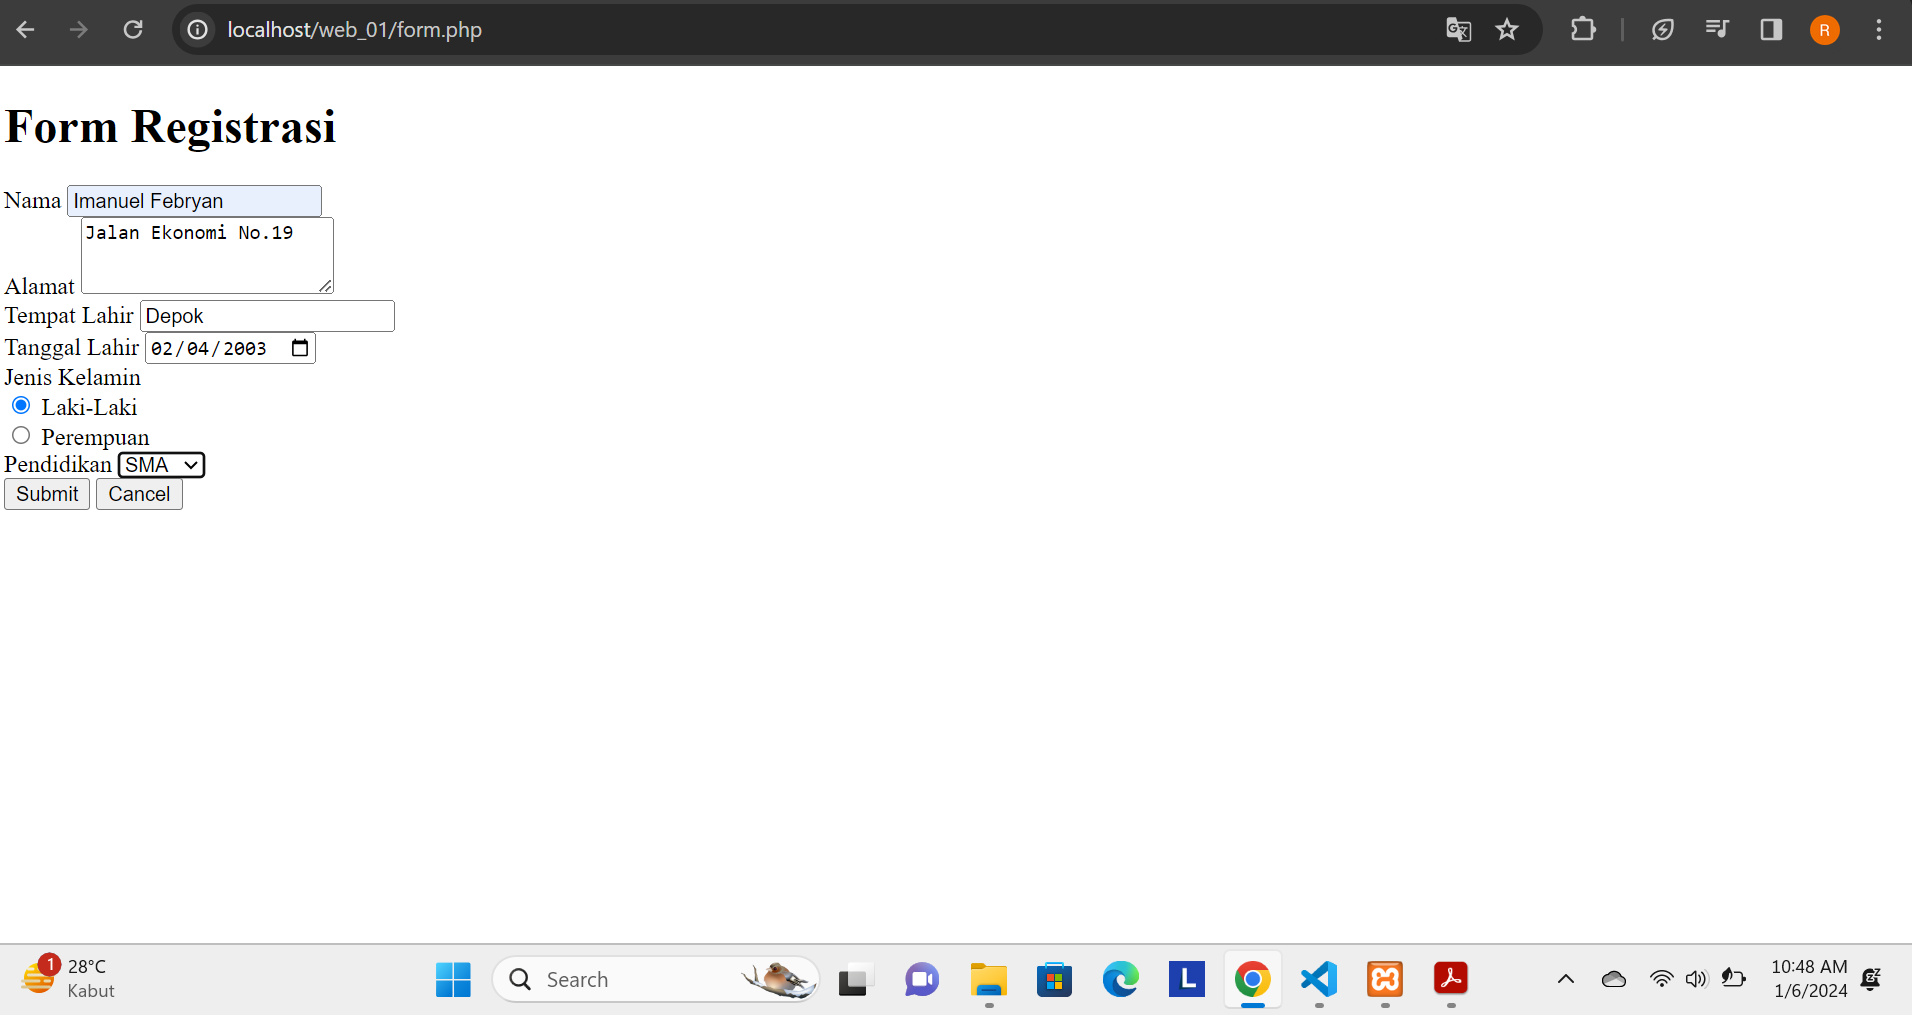 localhost/web_01/form.php
R
Form Registrasi
Nama Imanuel Febryan
Jalan Ekonomi No.19
Alamat
Tempat Lahir Depok
Tanggal Lahir 02/04/2003
Jenis Kelamin
Laki-Laki
Perempuan
Pendidikan SMA
Submit Cancel
1
28°C
Kabut
Search
L
10:48 AM
1/6/2024